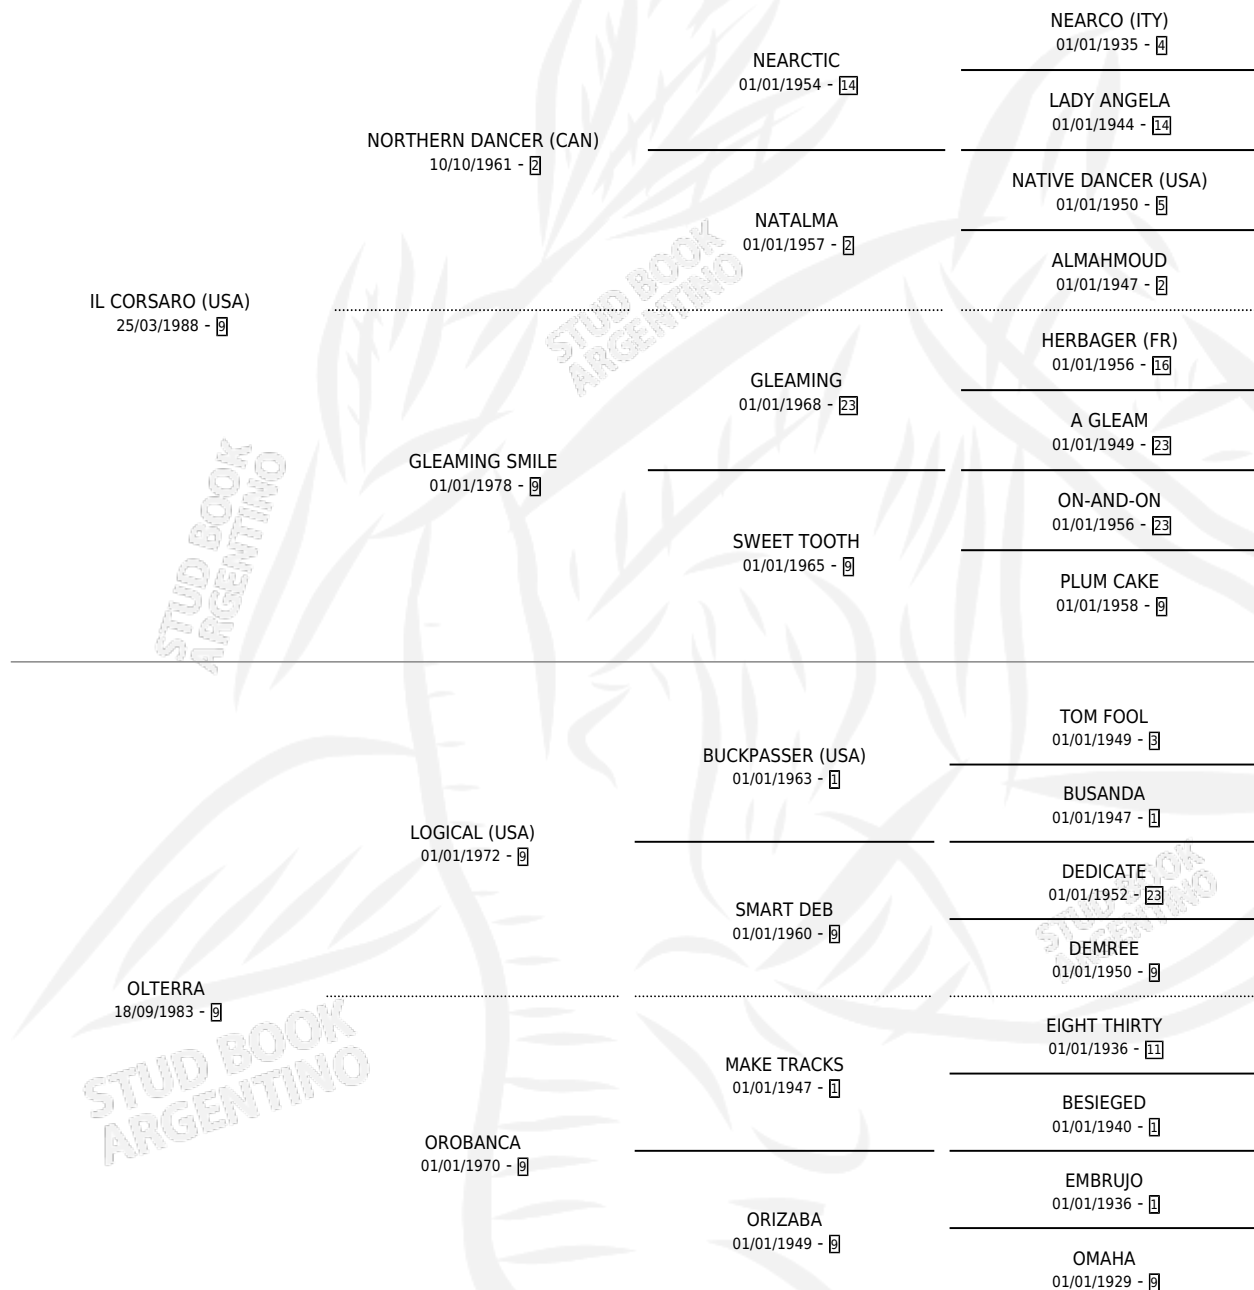 NEARCO (ITY)
01/01/1935 - 4
NEARCTIC
01/01/1954 - 14
LADY ANGELA
01/01/1944 - 14
NORTHERN DANCER (CAN)
10/10/1961 - 2
NATIVE DANCER (USA)
01/01/1950 - 5
NATALMA
01/01/1957 - 2
ALMAHMOUD
01/01/1947 - 2
IL CORSARO (USA)
25/03/1988 - 9
HERBAGER (FR)
01/01/1956 - 16
GLEAMING
01/01/1968 - 23
A GLEAM
01/01/1949 - 23
GLEAMING SMILE
01/01/1978 - 9
ON-AND-ON
01/01/1956 - 23
SWEET TOOTH
01/01/1965 - 9
PLUM CAKE
01/01/1958 - 9
TOM FOOL
01/01/1949 - 3
BUCKPASSER (USA)
01/01/1963 - 1
BUSANDA
01/01/1947 - 1
LOGICAL (USA)
01/01/1972 - 9
DEDICATE
01/01/1952 - 23
SMART DEB
01/01/1960 - 9
DEMREE
01/01/1950 - 9
OLTERRA
18/09/1983 - 9
EIGHT THIRTY
01/01/1936 - 11
MAKE TRACKS
01/01/1947 - 1
BESIEGED
01/01/1940 - 1
OROBANCA
01/01/1970 - 9
EMBRUJO
01/01/1936 - 1
ORIZABA
01/01/1949 - 9
OMAHA
01/01/1929 - 9
STUD BOOK
ARGENTINO
STUD BOOK
ARGENTINO
STUD BOOK
ARGENTINO
STUD BOOK
ARGENTINO